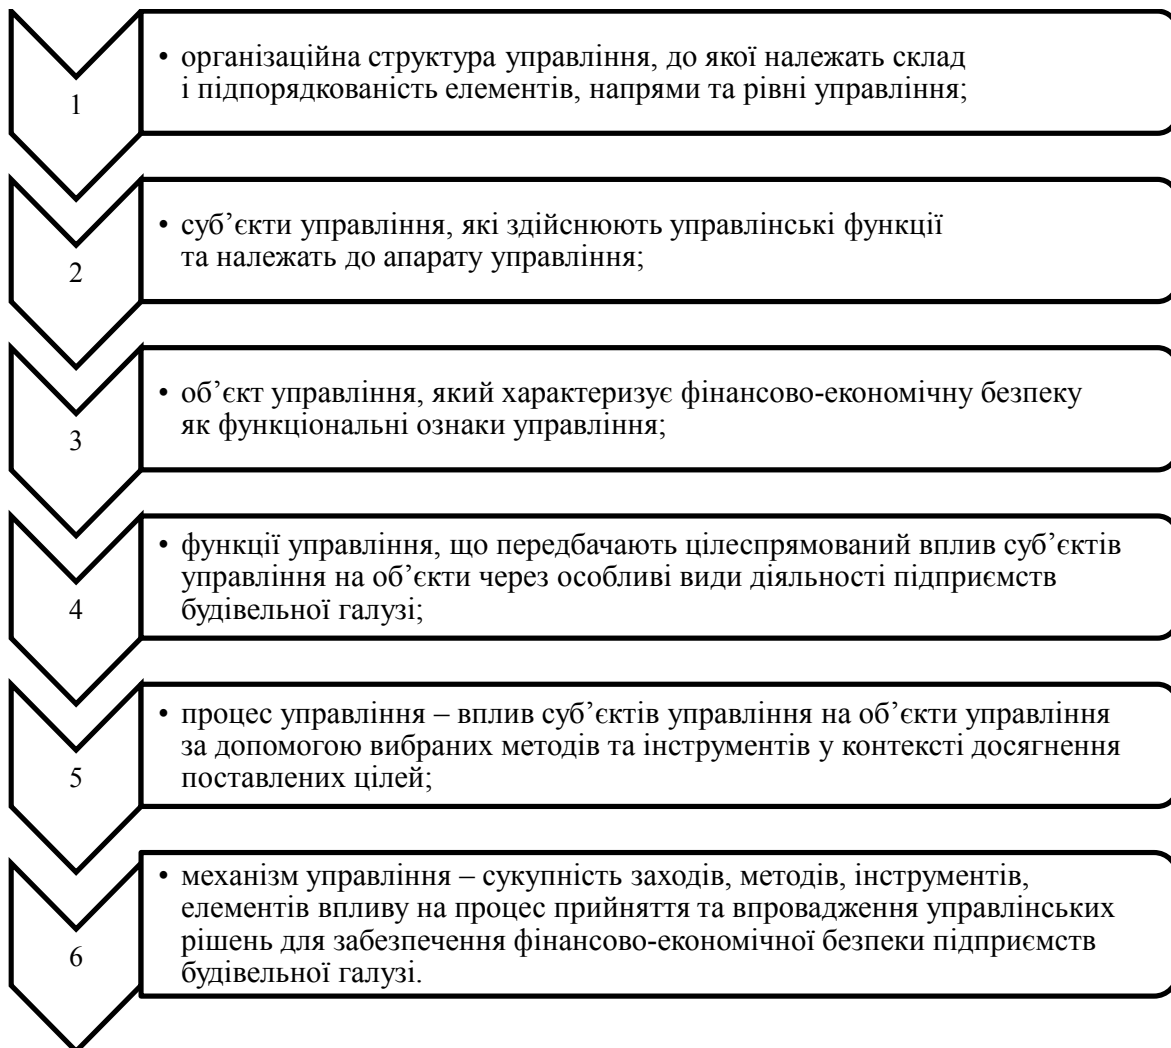 1
• організаційна структура управління, до якої належать склад
і підпорядкованість елементів, напрями та рівні управління;
2
• суб’єкти управління, які здійснюють управлінські функції
та належать до апарату управління;
3
• об’єкт управління, який характеризує фінансово-економічну безпеку
як функціональні ознаки управління;
4
• функції управління, що передбачають цілеспрямований вплив суб’єктів
управління на об’єкти через особливі види діяльності підприємств
будівельної галузі;
5
• процес управління – вплив суб’єктів управління на об’єкти управління
за допомогою вибраних методів та інструментів у контексті досягнення
поставлених цілей;
6
• механізм управління – сукупність заходів, методів, інструментів,
елементів впливу на процес прийняття та впровадження управлінських
рішень для забезпечення фінансово-економічної безпеки підприємств
будівельної галузі.